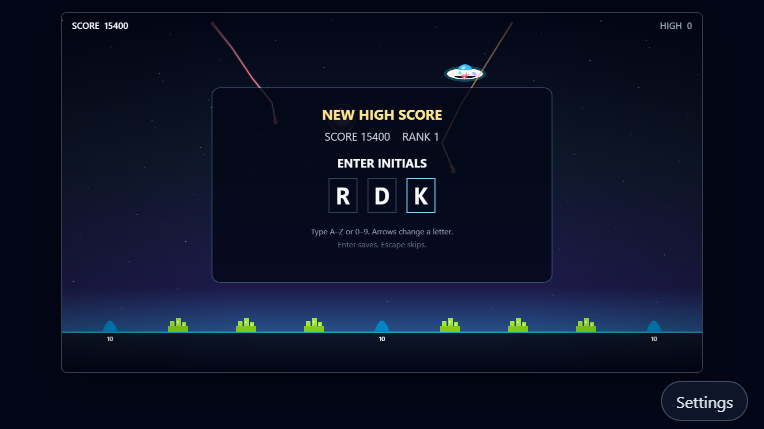 SCORE 15400 HIGH 0
NEW HIGH SCORE
SCORE 15400 RANK 1
ENTER INITIALS
R D K
Type A–Z or 0–9. Arrows change a letter.
Enter saves. Escape skips.
10 10 10
Settings